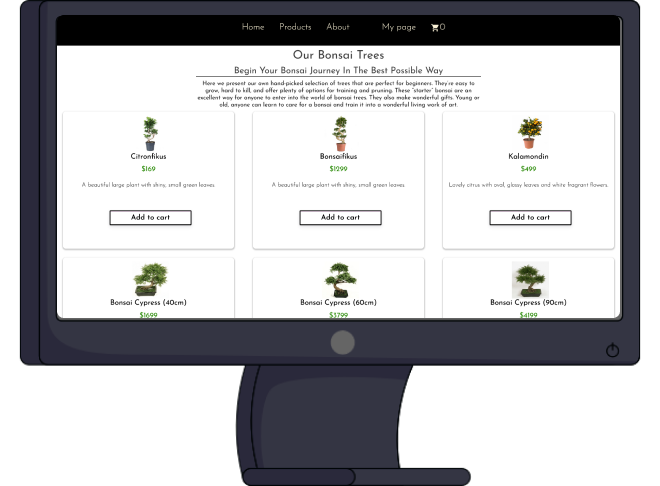 Home Products About My page 0
Our Bonsai Trees
Begin Your Bonsai Journey In The Best Possible Way
Here we present our own hand-picked selection of trees that are perfect for beginners. They're easy to
grow, hard to kill, and offer plenty of options for training and pruning. These "starter" bonsai are an
excellent way for anyone to enter into the world of bonsai trees. They also make wonderful gifts. Young or
old, anyone can learn to care for a bonsai and train it into a wonderful living work of art.
Citronfikus
$169
A beautiful large plant with shiny, small green leaves.
Add to cart
Bonsaifikus
$1299
A beautiful large plant with shiny, small green leaves.
Add to cart
Kalamondin
$499
Lovely citrus with oval, glossy leaves and white fragrant flowers.
Add to cart
Bonsai Cypress (40cm)
$1699
Bonsai Cypress (60cm)
$3799
Bonsai Cypress (90cm)
$4199